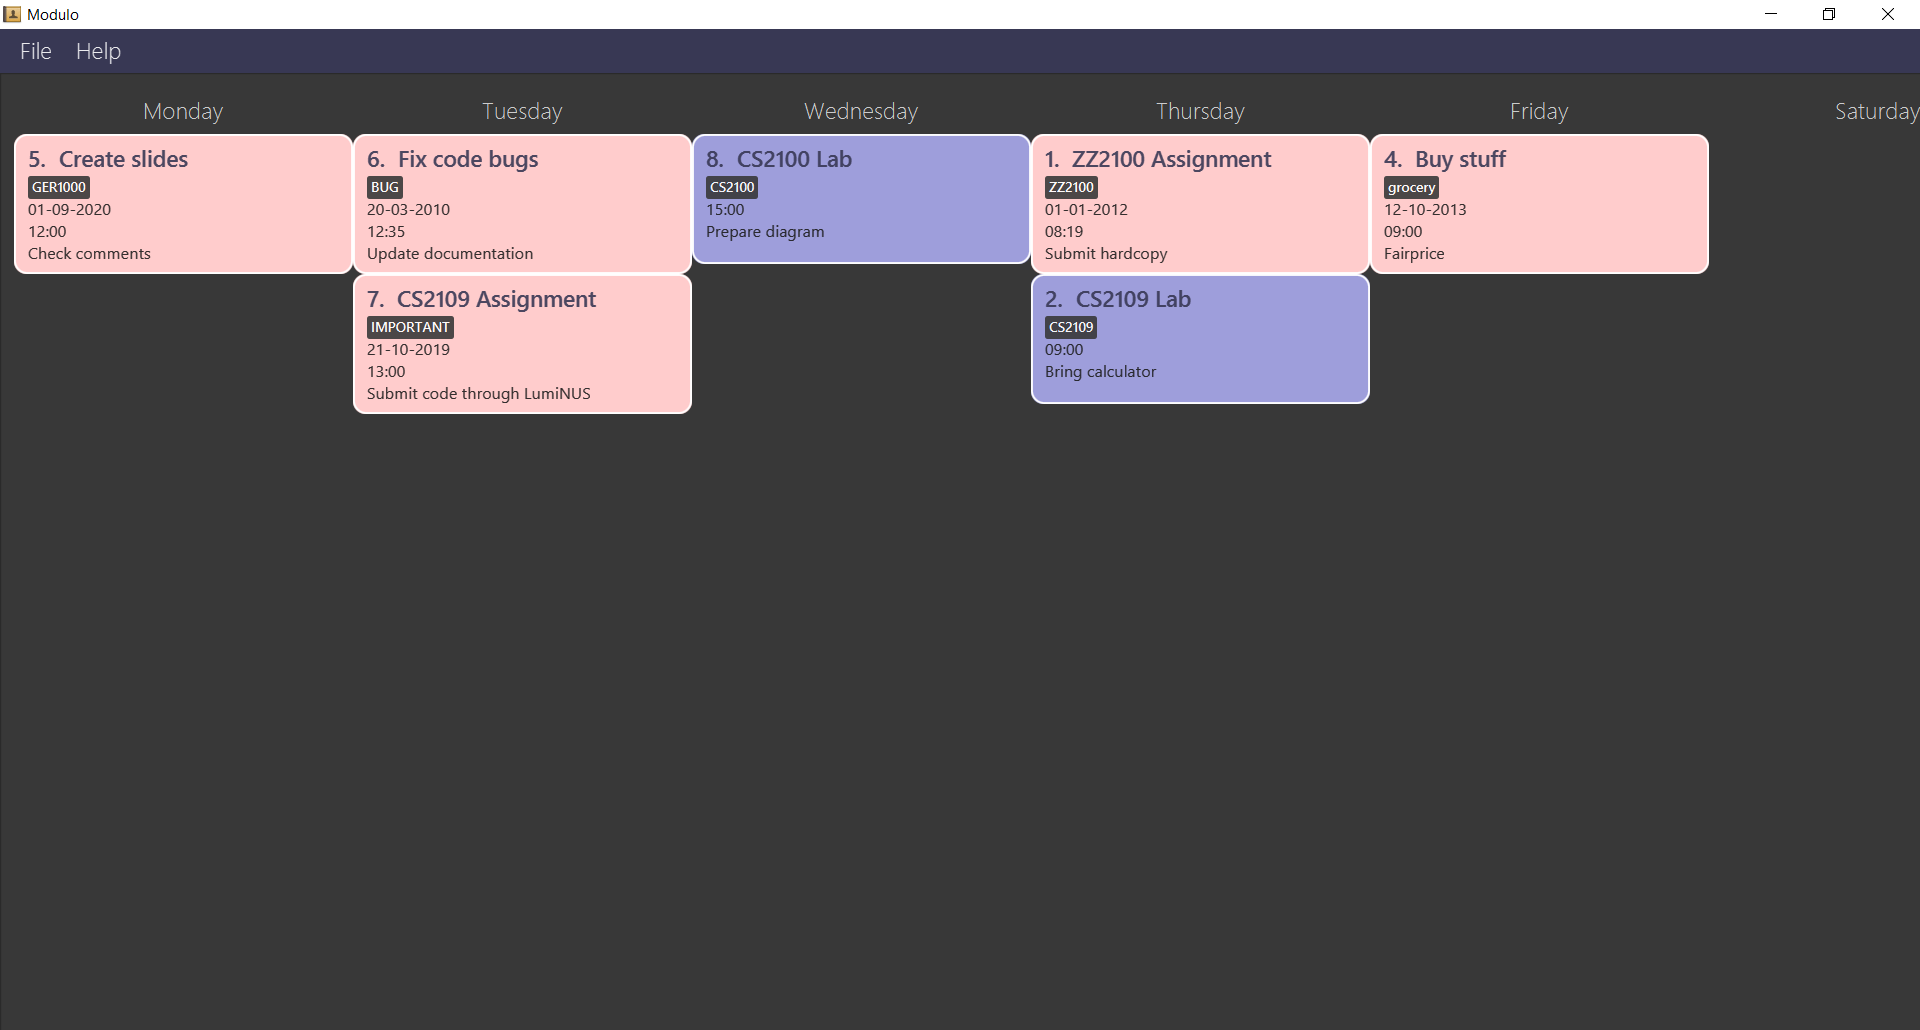 Modulo
File Help
Monday Tuesday Wednesday Thursday Friday Saturday
5. Create slides
GER1000
01-09-2020
12:00
Check comments
6. Fix code bugs
BUG
20-03-2010
12:35
Update documentation
7. CS2109 Assignment
IMPORTANT
21-10-2019
13:00
Submit code through LumiNUS
8. CS2100 Lab
CS2100
15:00
Prepare diagram
1. ZZ2100 Assignment
ZZ2100
01-01-2012
08:19
Submit hardcopy
2. CS2109 Lab
CS2109
09:00
Bring calculator
4. Buy stuff
grocery
12-10-2013
09:00
Fairprice